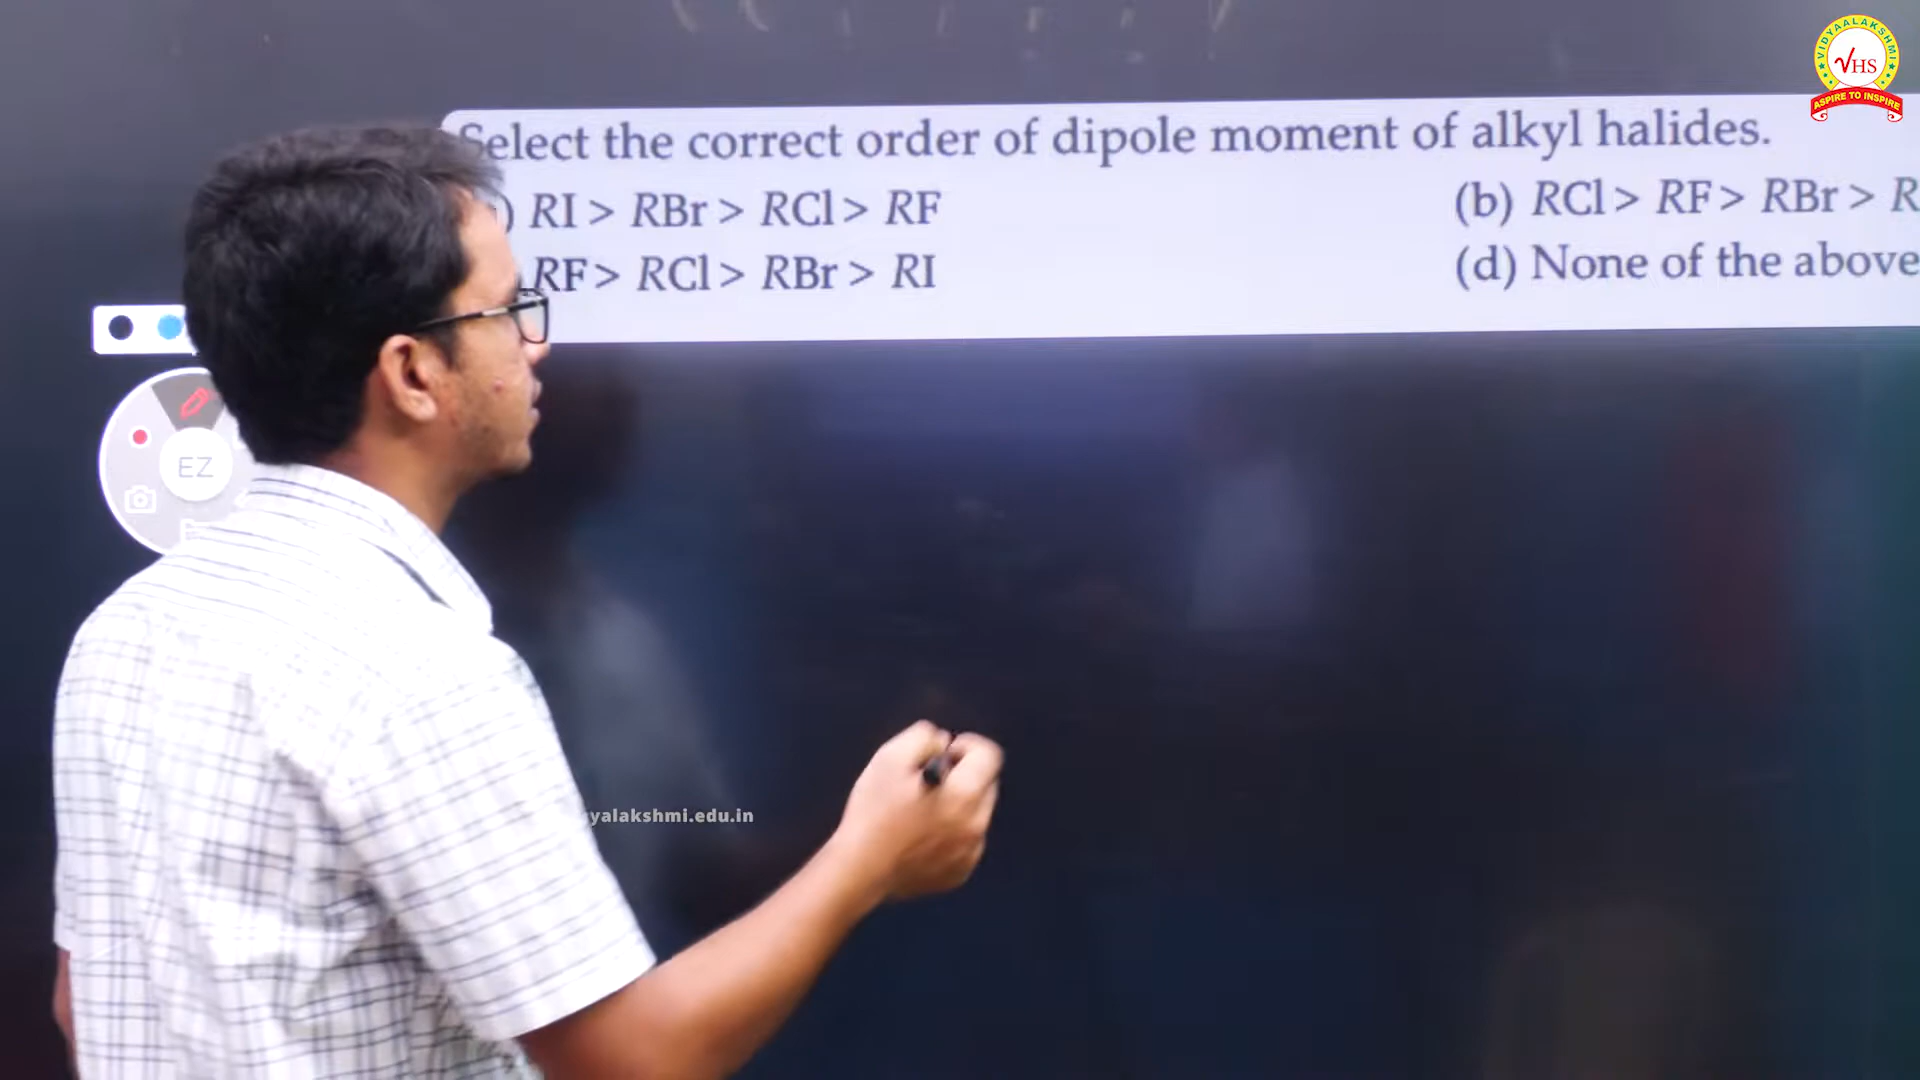 VIDYAALAKSHMI
VHS
ASPIRE TO INSPIRE
Select the correct order of dipole moment of alkyl halides.
) RI > RBr > RCl > RF
(b) RCl > RF > RBr > R
RF > RCl > RBr > RI
(d) None of the above
EZ
yalakshmi.edu.in